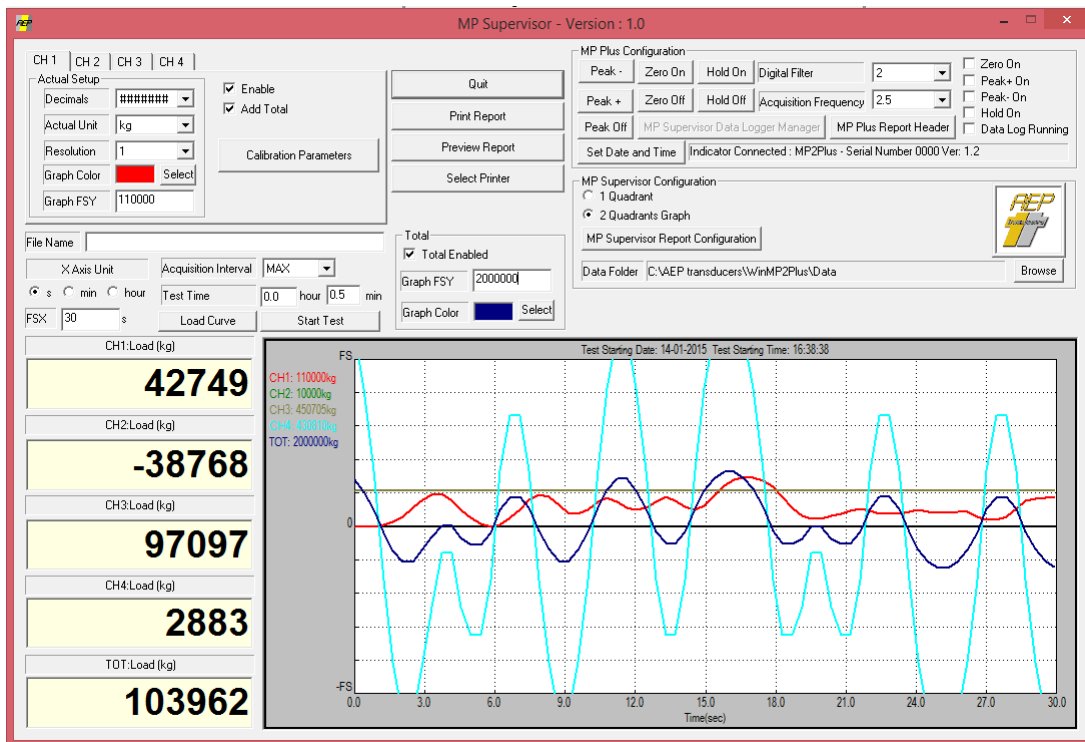 MP Supervisor - Version : 1.0
CH 1 CH 2 CH 3 CH 4
Actual Setup
Decimals #######
Actual Unit kg
Resolution 1
Graph Color Select
Graph FSY 110000
Enable
Add Total
Calibration Parameters
Quit
Print Report
Preview Report
Select Printer
MP Plus Configuration
Peak - Zero On Hold On Digital Filter 2
Peak + Zero Off Hold Off Acquisition Frequency 2.5
Peak Off MP Supervisor Data Logger Manager MP Plus Report Header
Set Date and Time Indicator Connected : MP2Plus - Serial Number 0000 Ver: 1.2
Zero On
Peak+ On
Peak- On
Hold On
Data Log Running
MP Supervisor Configuration
1 Quadrant
2 Quadrants Graph
MP Supervisor Report Configuration
AEP
Data Folder C:\AEP transducers\WinMP2Plus\Data Browse
File Name
X Axis Unit Acquisition Interval MAX
s min hour Test Time 0.0 hour 0.5 min
FSX 30 s Load Curve Start Test
Total
Total Enabled
Graph FSY 2000000
Graph Color Select
CH1:Load (kg)
42749
CH2:Load (kg)
-38768
CH3:Load (kg)
97097
CH4:Load (kg)
2883
TOT:Load (kg)
103962
Test Starting Date: 14-01-2015 Test Starting Time: 16:38:38
FS
CH1: 110000kg
CH2: 10000kg
CH3: 450705kg
CH4: 430810kg
TOT: 2000000kg
0
-FS
0.0 3.0 6.0 9.0 12.0 15.0 18.0 21.0 24.0 27.0 30.0
Time(sec)